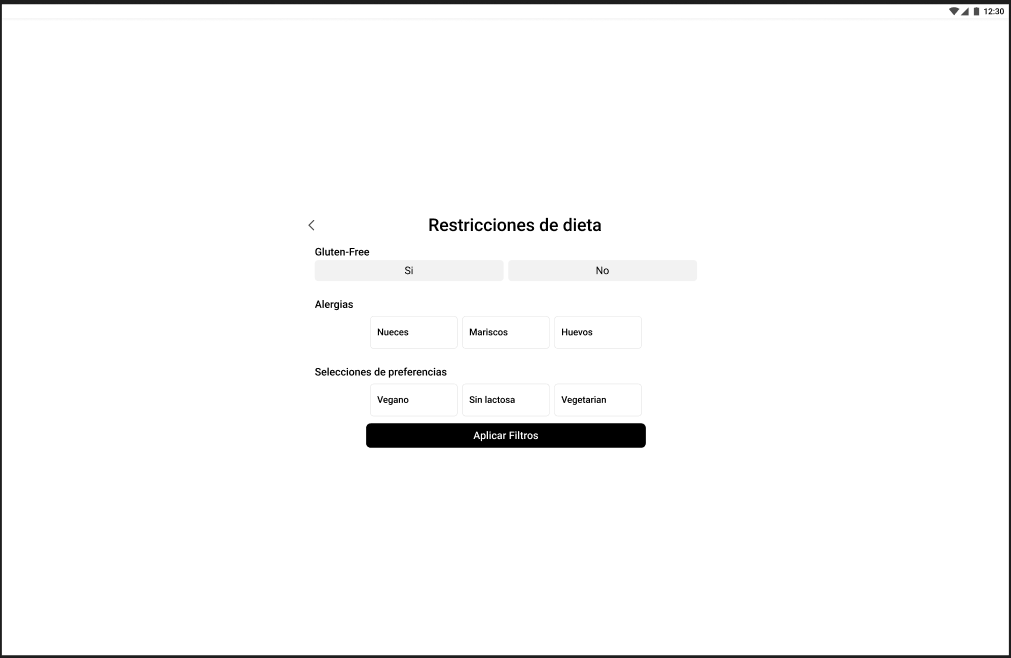 12:30
Restricciones de dieta
Gluten-Free
Si No
Alergias
Nueces Mariscos Huevos
Selecciones de preferencias
Vegano Sin lactosa Vegetarian
Aplicar Filtros